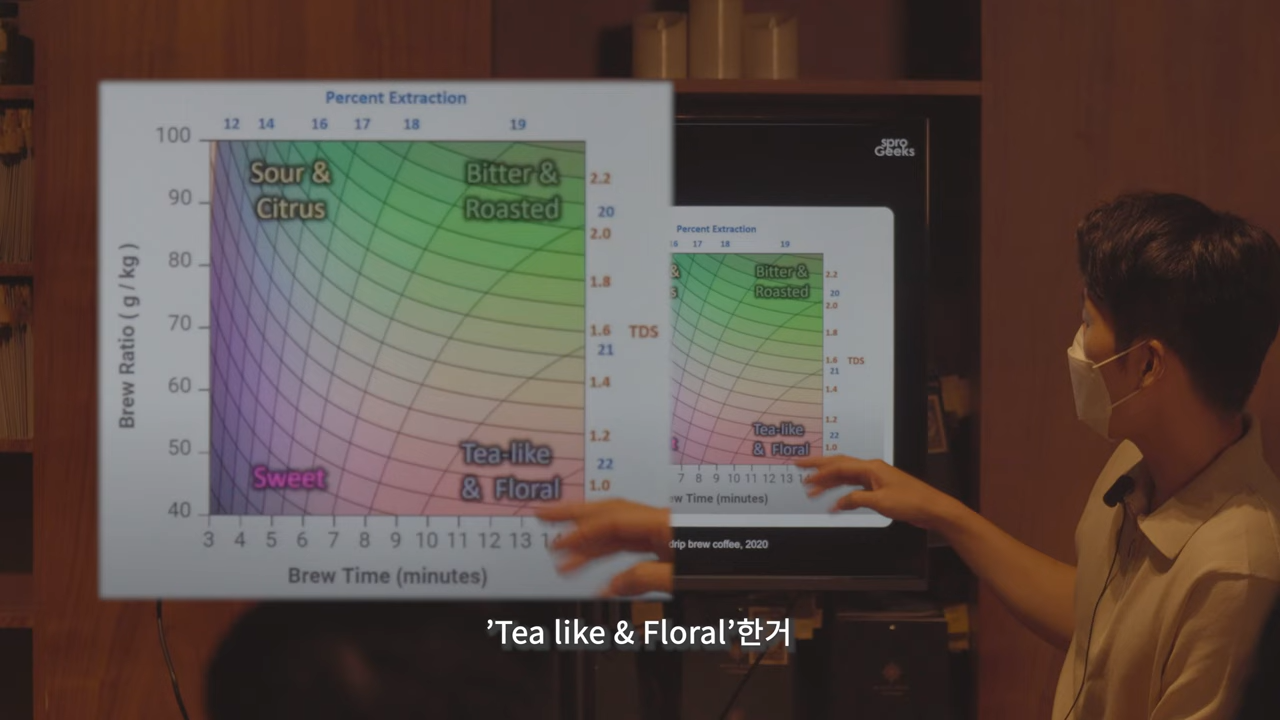 Percent Extraction
12 14 16 17 18 19
100
90
80
70
60
50
40
Brew Ratio ( g / kg )
Sour &
Citrus
Bitter &
Roasted
Sweet
Tea-like
& Floral
2.2
20
2.0
1.8
1.6 TDS
21
1.4
1.2
22
1.0
3 4 5 6 7 8 9 10 11 12 13
Brew Time (minutes)
spro
Geeks
Percent Extraction
17 18 19
Bitter &
Roasted
Tea-like
& Floral
2.2
20
2.0
1.8
1.6 TDS
21
1.4
1.2
22
1.0
7 8 9 10 11 12 13
Time (minutes)
drip brew coffee, 2020
’Tea like & Floral’한거